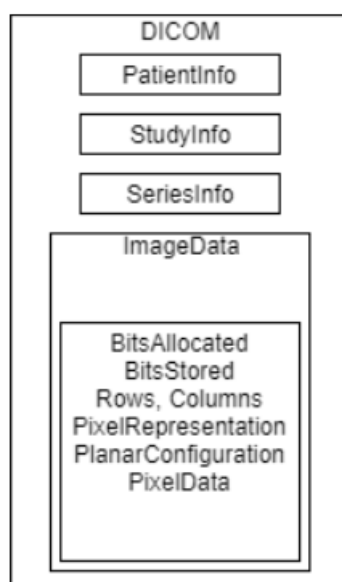 DICOM
PatientInfo
StudyInfo
SeriesInfo
ImageData
BitsAllocated
BitsStored
Rows, Columns
PixelRepresentation
PlanarConfiguration
PixelData